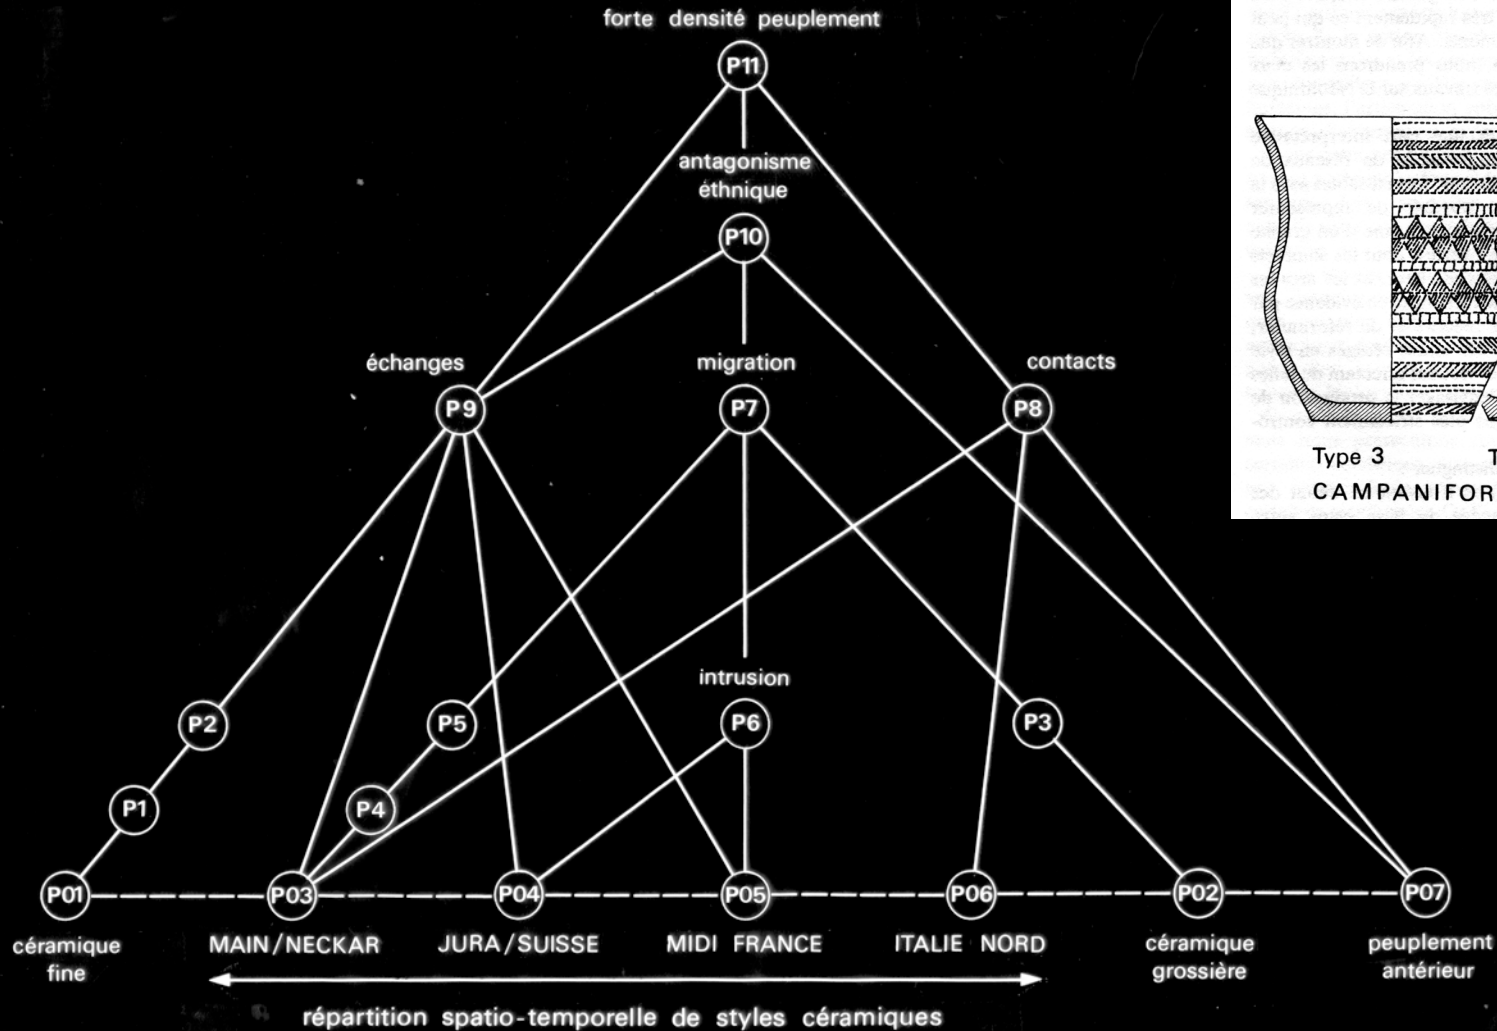 forte densité peuplement
P11
antagonisme
éthnique
P10
échanges
migration
contacts
P9
P7
P8
intrusion
P2
P5
P6
P3
P1
P4
P01
P03
P04
P05
P06
P02
P07
céramique
fine
MAIN/NECKAR
JURA/SUISSE
MIDI FRANCE
ITALIE NORD
céramique
grossière
peuplement
antérieur
répartition spatio-temporelle de styles céramiques
Type 3
T
CAMPANIFOR